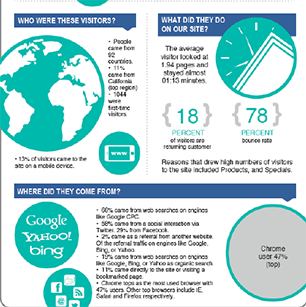 WHO WERE THESE VISITORS?
• People
came from
92
countries.
• 11%
came from
California
(top region)
• 1044
were
first-time
visitors.
www
• 13% of visitors came to the
site on a mobile device.
WHAT DID THEY DO
ON OUR SITE?
The average
visitor looked at
1.94 pages and
stayed almost
01:13 minutes.
{ 18 }
PERCENT
of visitors are
returning customer
{ 78 }
PERCENT
bounce rate
Reasons that drew high numbers of visitors
to the site included Products, and Specials.
WHERE DID THEY COME FROM?
Google
YAHOO!
bing
• 60% came from web searches on engines
like Google CPC.
• 58% came from a social interaction via
Twitter, 29% from Facebook.
• 2% came as a referral from another website.
Of the referral traffic on engines like Google,
Bing, or Yahoo.
• 15% came from web searches on engines
like Google, Bing, or Yahoo as organic search.
• 11% came directly to the site or visiting a
bookmarked page.
• Chrome tops as the most used browser with
47% users. Other top browsers include IE,
Safari and Firefox respectively.
Chrome
user 47%
(top)